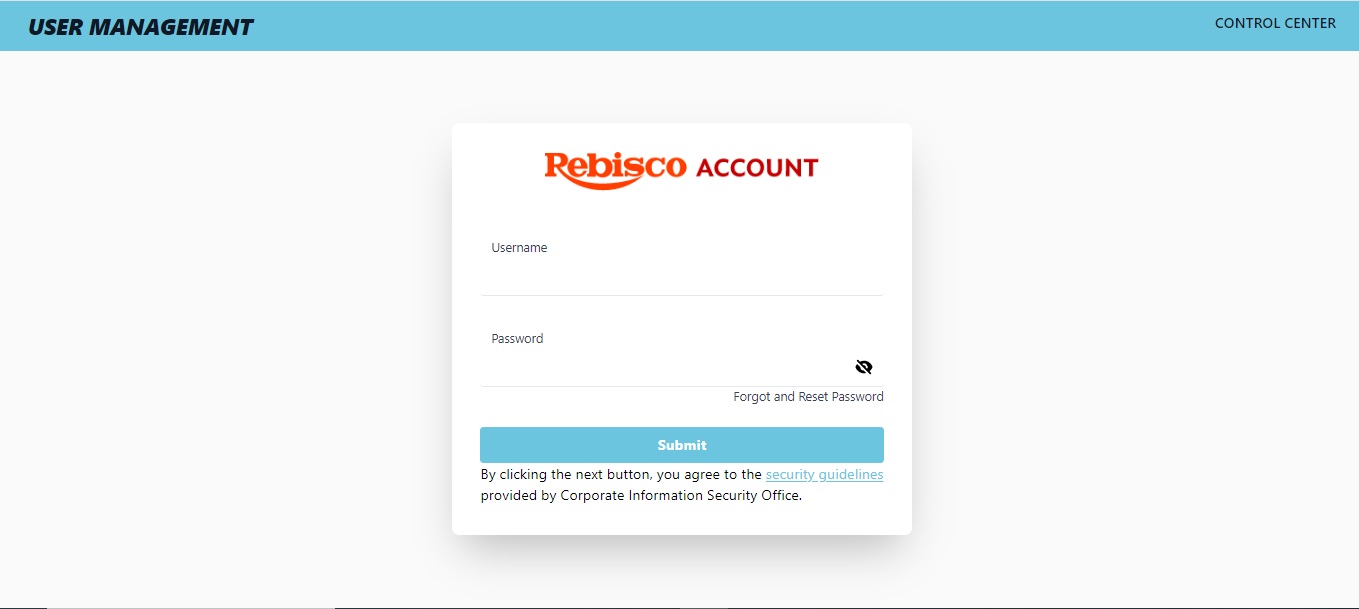 USER MANAGEMENT
CONTROL CENTER
Rebisco ACCOUNT
Username
Password
Forgot and Reset Password
Submit
By clicking the next button, you agree to the security guidelines
provided by Corporate Information Security Office.